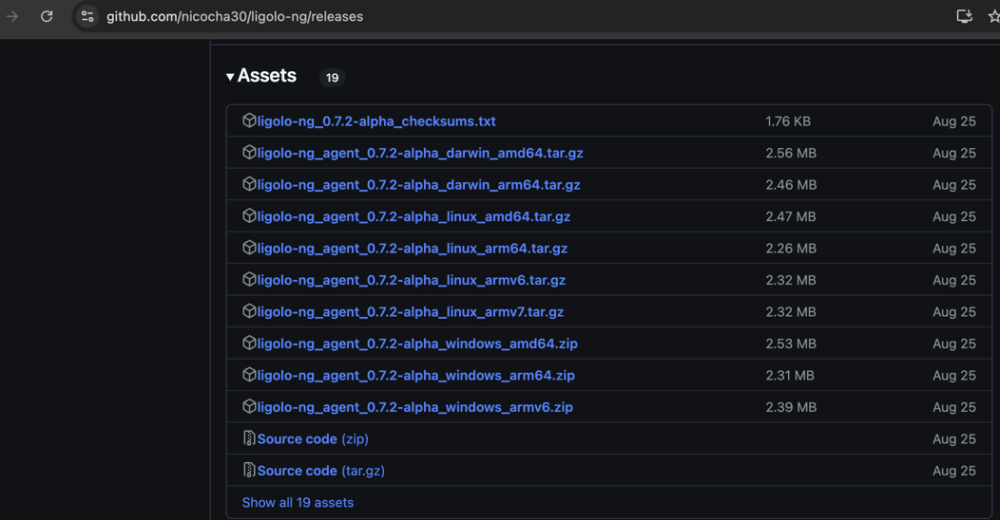 github.com/nicocha30/ligolo-ng/releases
Assets 19
ligolo-ng_0.7.2-alpha_checksums.txt 1.76 KB Aug 25
ligolo-ng_agent_0.7.2-alpha_darwin_amd64.tar.gz 2.56 MB Aug 25
ligolo-ng_agent_0.7.2-alpha_darwin_arm64.tar.gz 2.46 MB Aug 25
ligolo-ng_agent_0.7.2-alpha_linux_amd64.tar.gz 2.47 MB Aug 25
ligolo-ng_agent_0.7.2-alpha_linux_arm64.tar.gz 2.26 MB Aug 25
ligolo-ng_agent_0.7.2-alpha_linux_armv6.tar.gz 2.32 MB Aug 25
ligolo-ng_agent_0.7.2-alpha_linux_armv7.tar.gz 2.32 MB Aug 25
ligolo-ng_agent_0.7.2-alpha_windows_amd64.zip 2.53 MB Aug 25
ligolo-ng_agent_0.7.2-alpha_windows_arm64.zip 2.31 MB Aug 25
ligolo-ng_agent_0.7.2-alpha_windows_armv6.zip 2.39 MB Aug 25
Source code (zip) Aug 25
Source code (tar.gz) Aug 25
Show all 19 assets